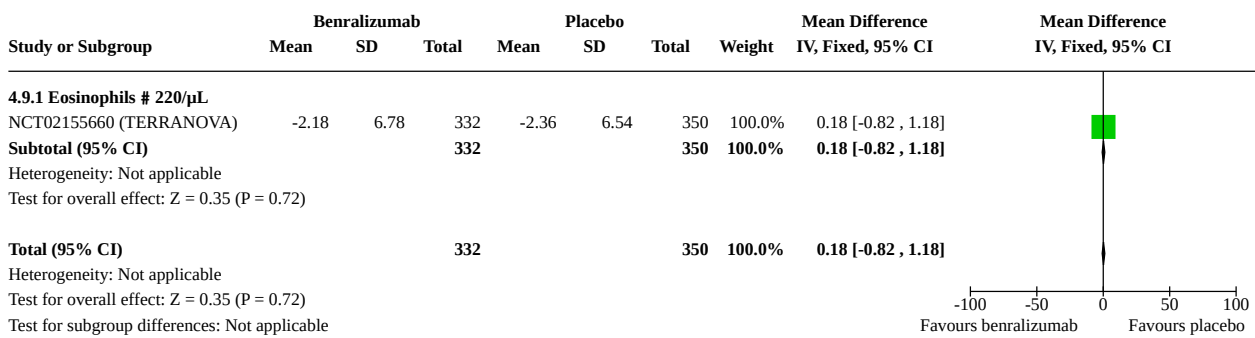 Benralizumab Placebo Mean Difference Mean Difference
Study or Subgroup Mean SD Total Mean SD Total Weight IV, Fixed, 95% CI IV, Fixed, 95% CI
4.9.1 Eosinophils # 220/µL
NCT02155660 (TERRANOVA) -2.18 6.78 332 -2.36 6.54 350 100.0% 0.18 [-0.82 , 1.18]
Subtotal (95% CI) 332 350 100.0% 0.18 [-0.82 , 1.18]
Heterogeneity: Not applicable
Test for overall effect: Z = 0.35 (P = 0.72)
Total (95% CI) 332 350 100.0% 0.18 [-0.82 , 1.18]
Heterogeneity: Not applicable
Test for overall effect: Z = 0.35 (P = 0.72)
-100 -50 0 50 100
Test for subgroup differences: Not applicable Favours benralizumab Favours placebo